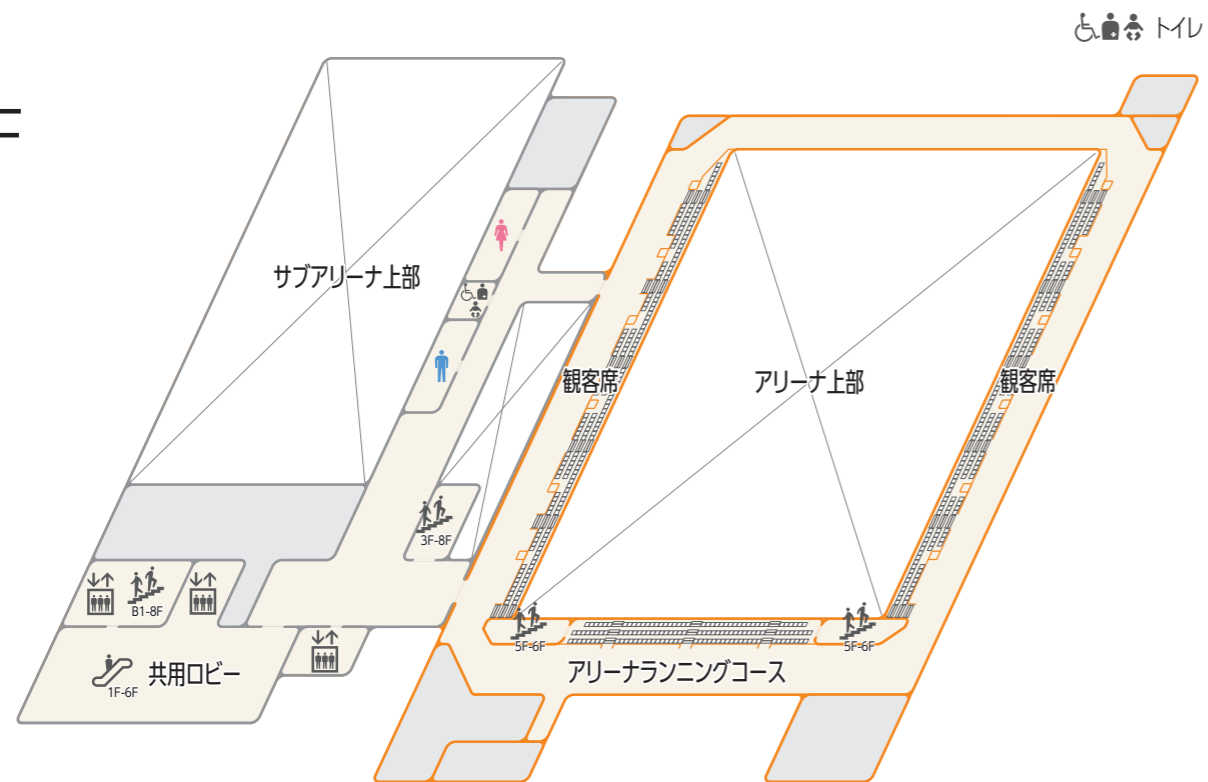 トイレ
サブアリーナ上部
観客席
アリーナ上部
観客席
3F-8F
B1-8F
5F-6F
5F-6F
アリーナランニングコース
共用ロビー
1F-6F